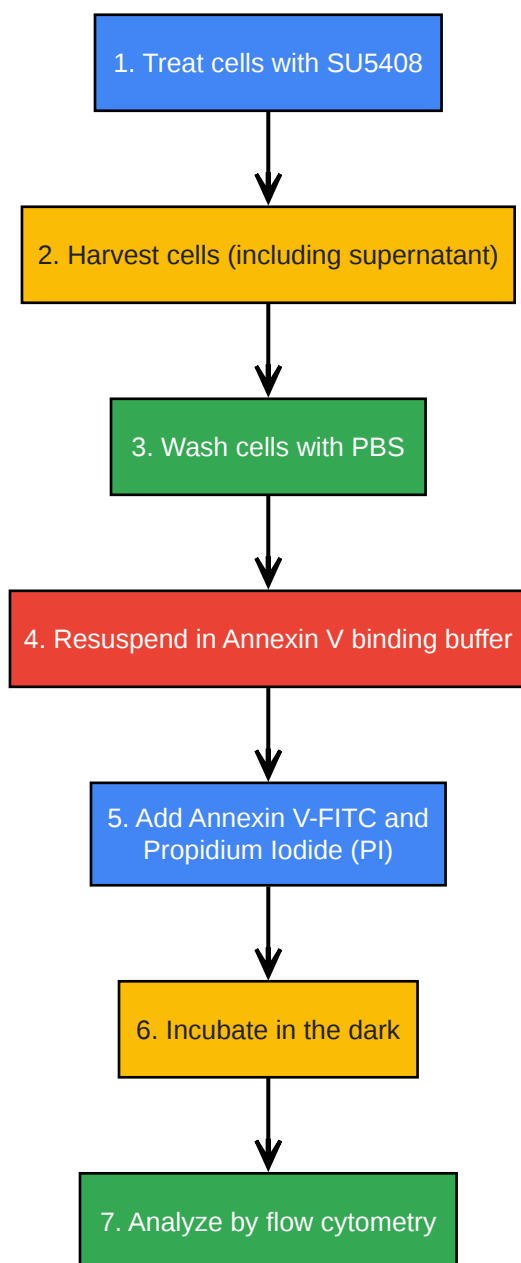 1. Treat cells with SU5408
2. Harvest cells (including supernatant)
3. Wash cells with PBS
4. Resuspend in Annexin V binding buffer
5. Add Annexin V-FITC and
Propidium Iodide (PI)
6. Incubate in the dark
7. Analyze by flow cytometry